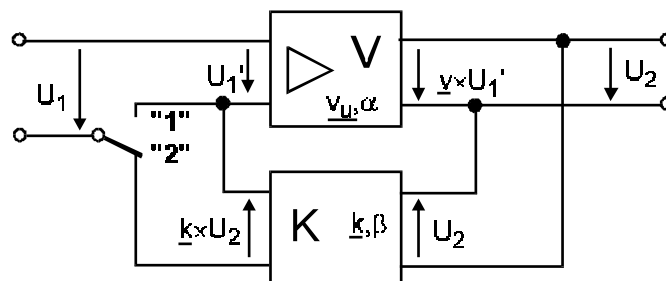 V
U₁'
v×U₁'
U₂
U₁
vᵤ,α
"1"
"2"
k×U₂
K
k,β
U₂